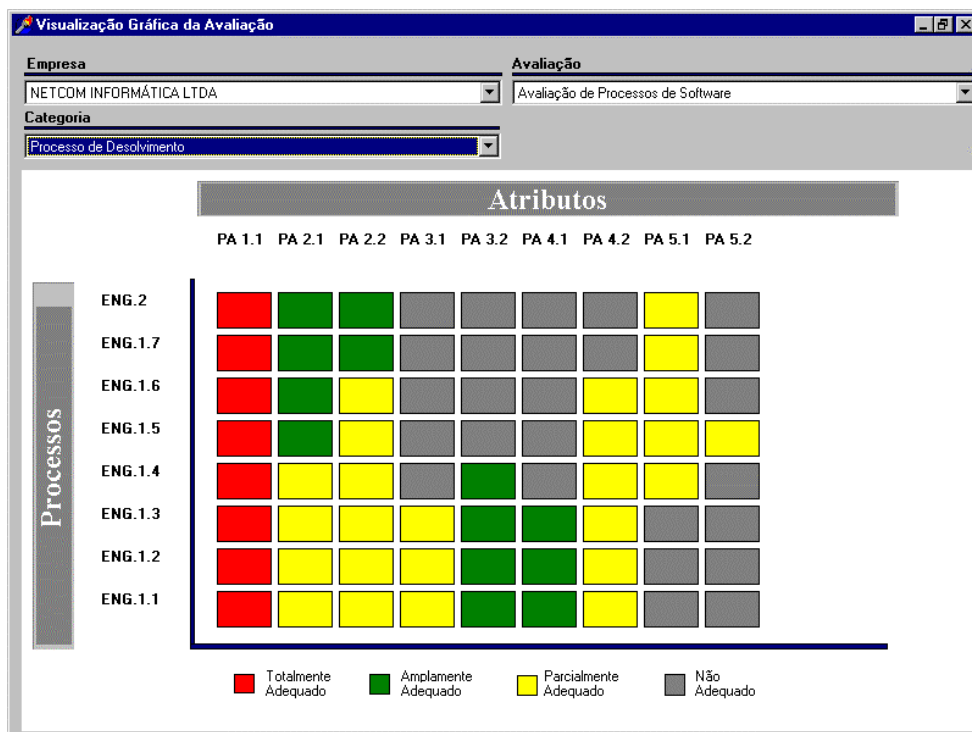 Visualização Gráfica da Avaliação
Empresa
Avaliação
NETCOM INFORMÁTICA LTDA
Avaliação de Processos de Software
Categoria
Processo de Desolvimento
Atributos
PA 1.1 PA 2.1 PA 2.2 PA 3.1 PA 3.2 PA 4.1 PA 4.2 PA 5.1 PA 5.2
Processos
ENG.2
ENG.1.7
ENG.1.6
ENG.1.5
ENG.1.4
ENG.1.3
ENG.1.2
ENG.1.1
Totalmente
Adequado
Amplamente
Adequado
Parcialmente
Adequado
Não
Adequado